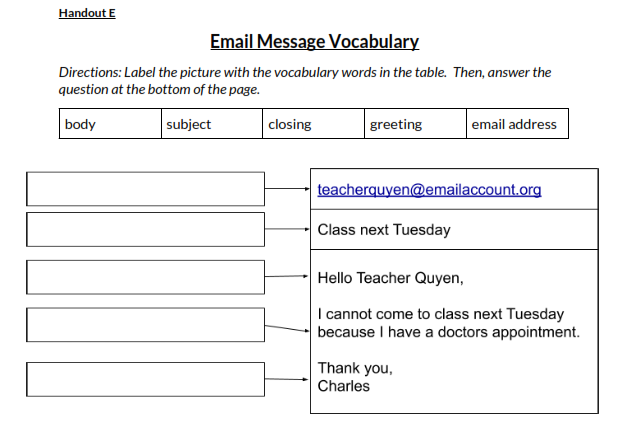 Handout E
Email Message Vocabulary
Directions: Label the picture with the vocabulary words in the table. Then, answer the
question at the bottom of the page.
body subject closing greeting email address
teacherquyen@emailaccount.org
Class next Tuesday
Hello Teacher Quyen,
I cannot come to class next Tuesday
because I have a doctors appointment.
Thank you,
Charles